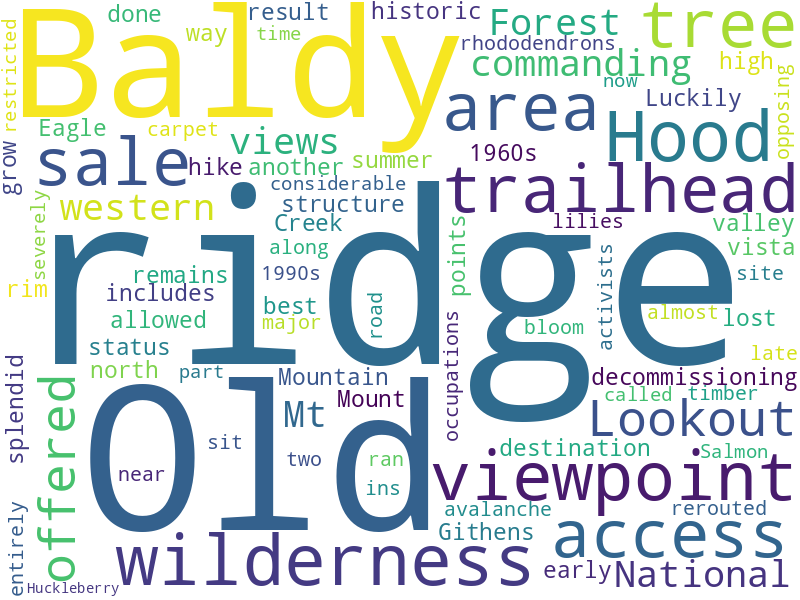 done
result
historic
Forest
tree
Baldy
way
time
rhododendrons
commanding
high
restricted
now
opposing
Eagle
carpet
area
Luckily
Hood
views
sale
hike
another
summer
1960s
grow
considerable
trailhead
western
structure
Creek
lilies
valley
severely
ridge
along
points
vista
remains
1990s
activists
site
rim
includes
best
road
almost
lost
allowed
major
bloom
status
occupations
late
north
part
Mountain
decommissioning
splendid
offered
Old
Mt
Mount
called
timber
Lookout
sit
destination
Salmon
near
two
ran
viewpoint
ins
avalanche
rerouted
entirely
Githens
access
wilderness
early
National
Huckleberry